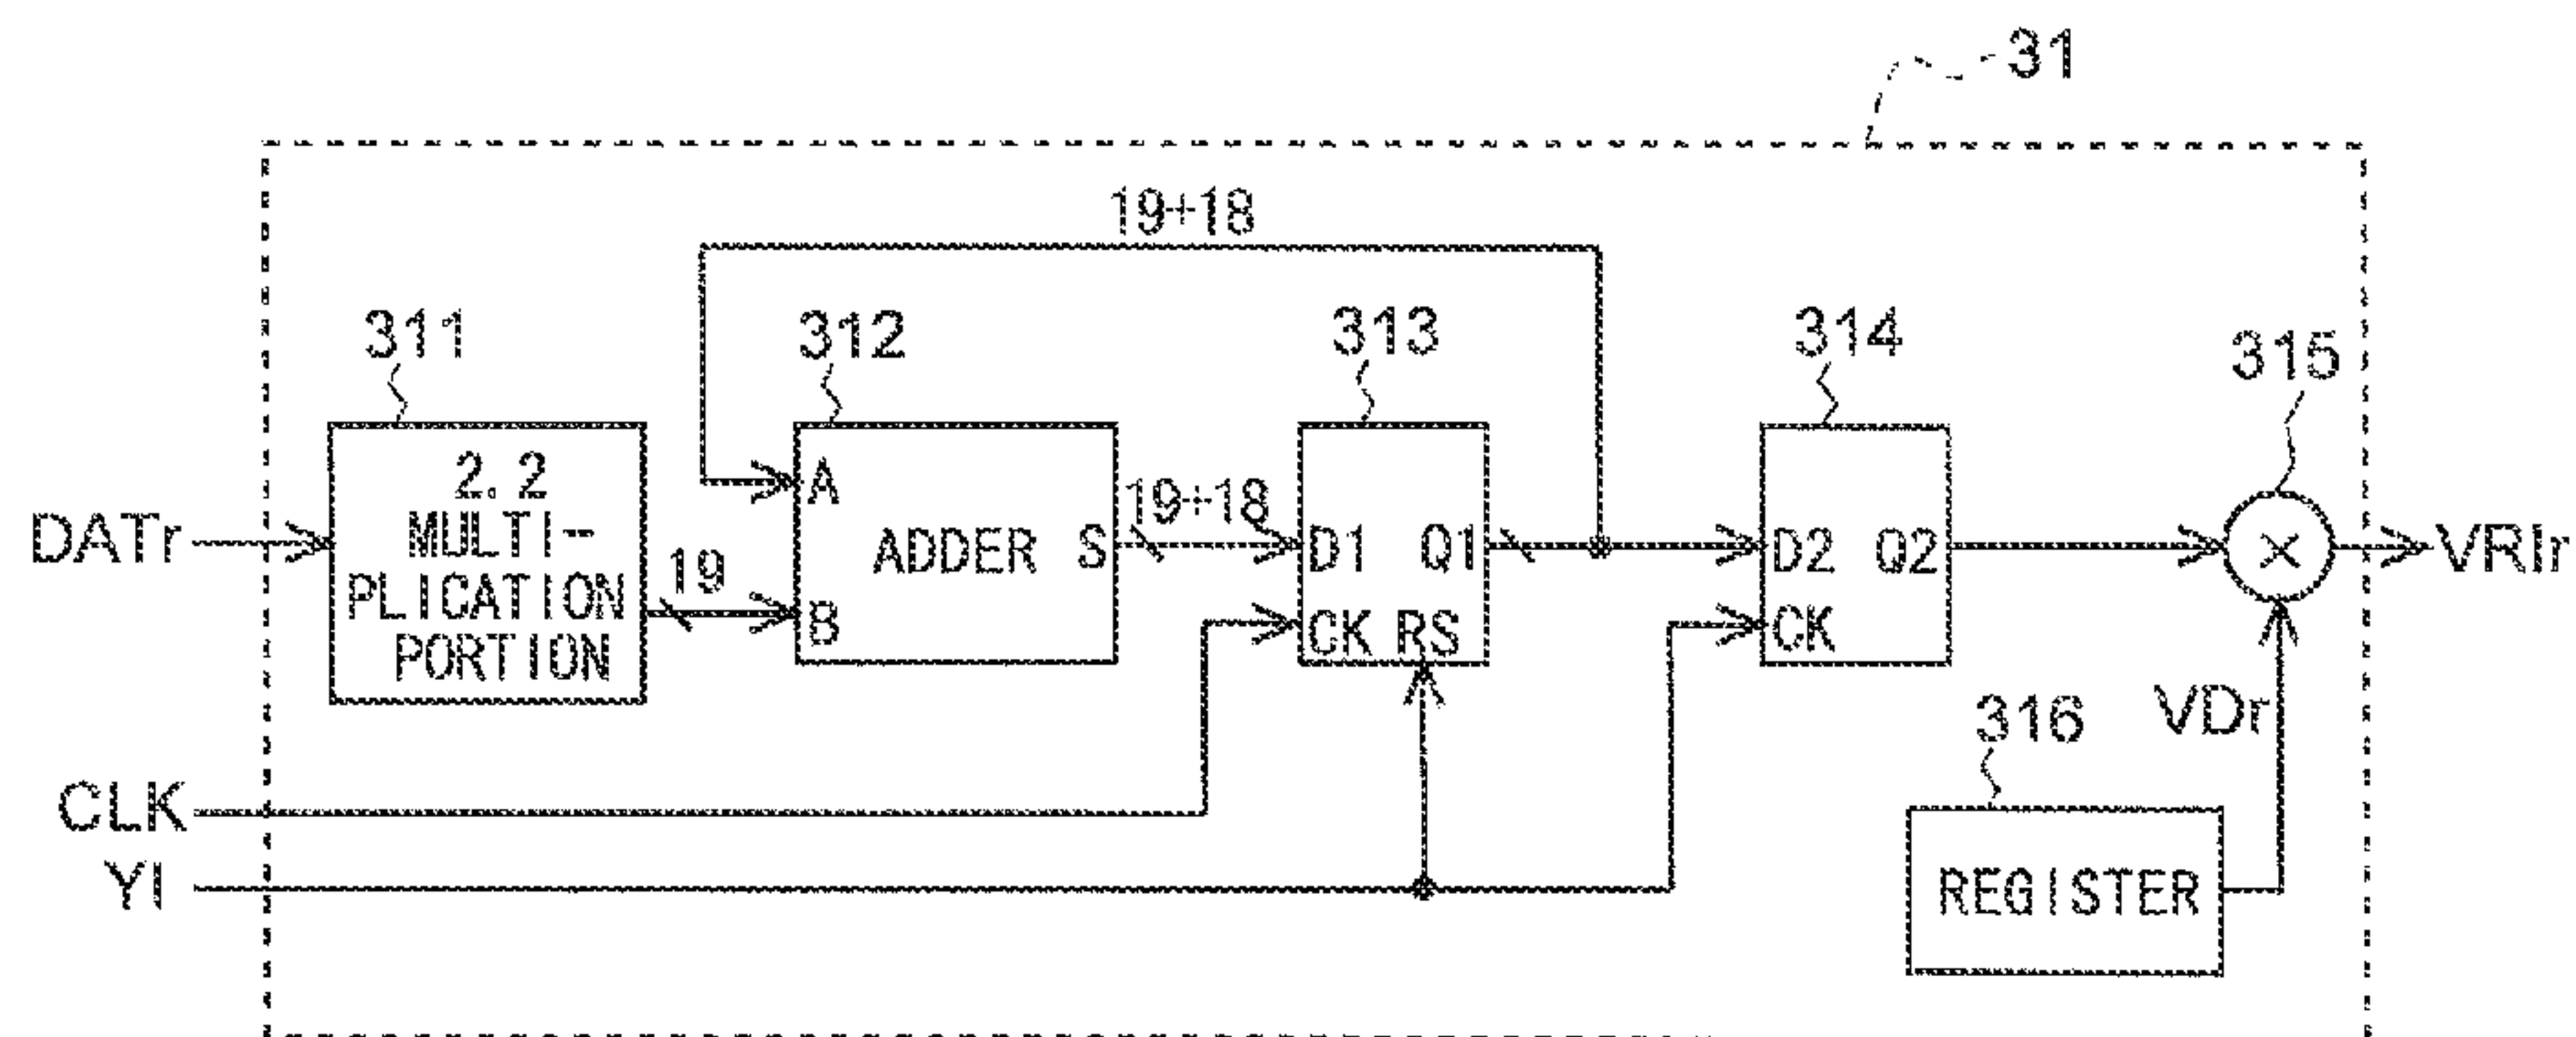 31
19+18
311
312
313
314
315
2.2
MULTI-
PLICATION
PORTION
A
B
ADDER
S
19
19+18
D1
Q1
CK
RS
D2
Q2
CK
×
DATr
VRIr
VDr
316
REGISTER
CLK
YI